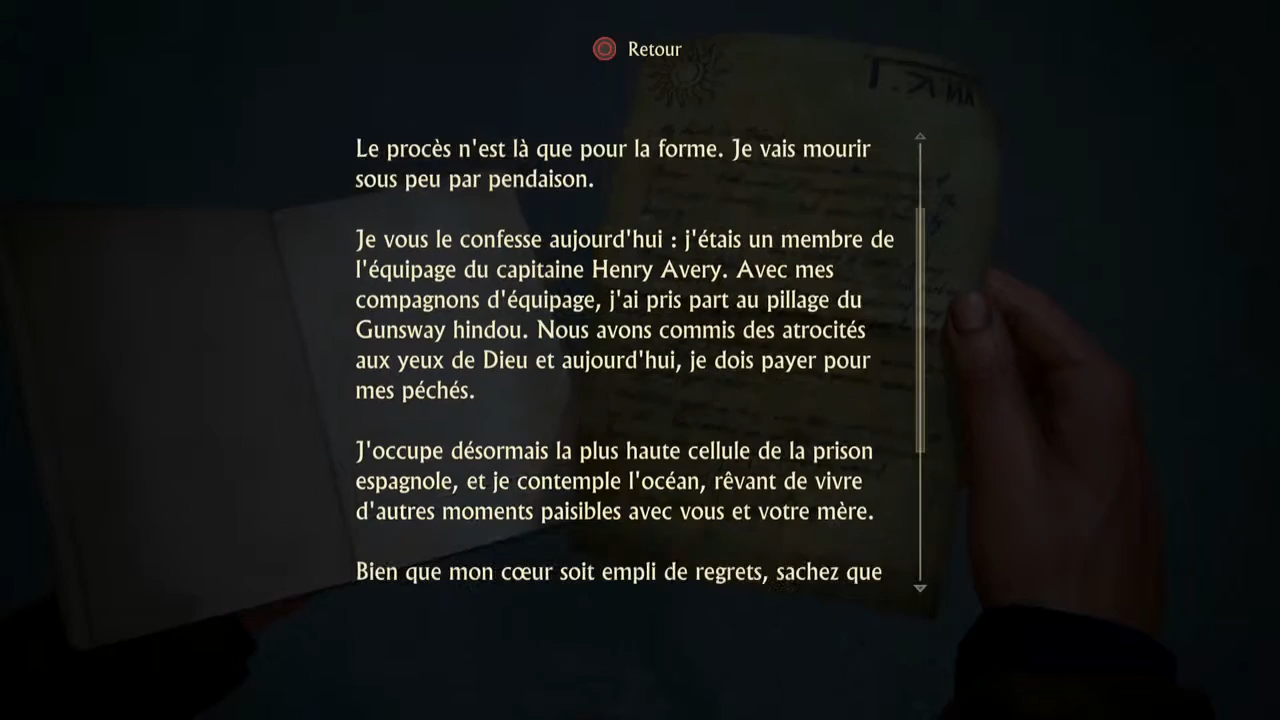 Retour
Le procès n'est là que pour la forme. Je vais mourir
sous peu par pendaison.
Je vous le confesse aujourd'hui : j'étais un membre de
l'équipage du capitaine Henry Avery. Avec mes
compagnons d'équipage, j'ai pris part au pillage du
Gunsway hindou. Nous avons commis des atrocités
aux yeux de Dieu et aujourd'hui, je dois payer pour
mes péchés.
J'occupe désormais la plus haute cellule de la prison
espagnole, et je contemple l'océan, rêvant de vivre
d'autres moments paisibles avec vous et votre mère.
Bien que mon cœur soit empli de regrets, sachez que